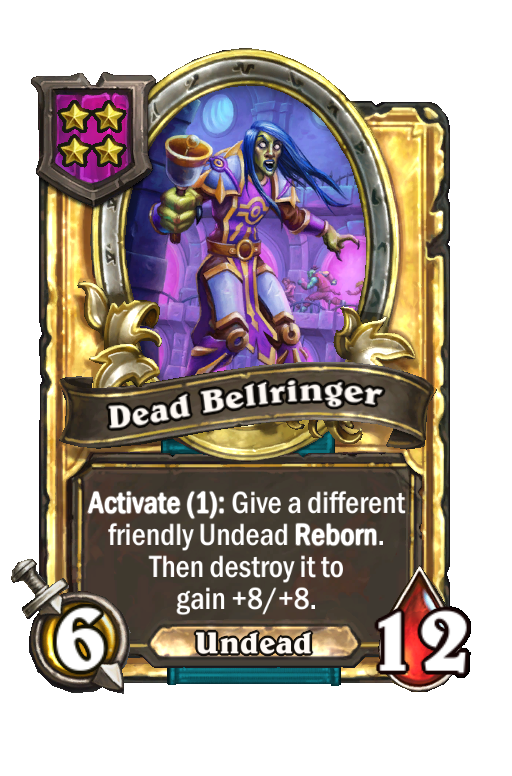 Dead Bellringer
Activate (1): Give a different
friendly Undead Reborn.
Then destroy it to
gain +8/+8.
6
Undead
12